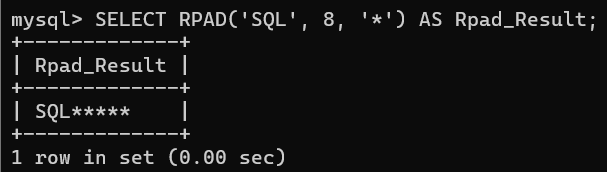 mysql> SELECT RPAD('SQL', 8, '*') AS Rpad_Result;
+-------------+
| Rpad_Result |
+-------------+
| SQL*****    |
+-------------+
1 row in set (0.00 sec)